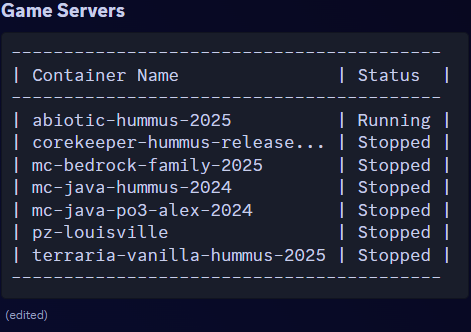 Game Servers
-----------------------------------------
| Container Name               | Status  |
-----------------------------------------
| abiotic-hummus-2025          | Running |
| corekeeper-hummus-release... | Stopped |
| mc-bedrock-family-2025       | Stopped |
| mc-java-hummus-2024          | Stopped |
| mc-java-po3-alex-2024        | Stopped |
| pz-louisville                | Stopped |
| terraria-vanilla-hummus-2025 | Stopped |
-----------------------------------------
(edited)